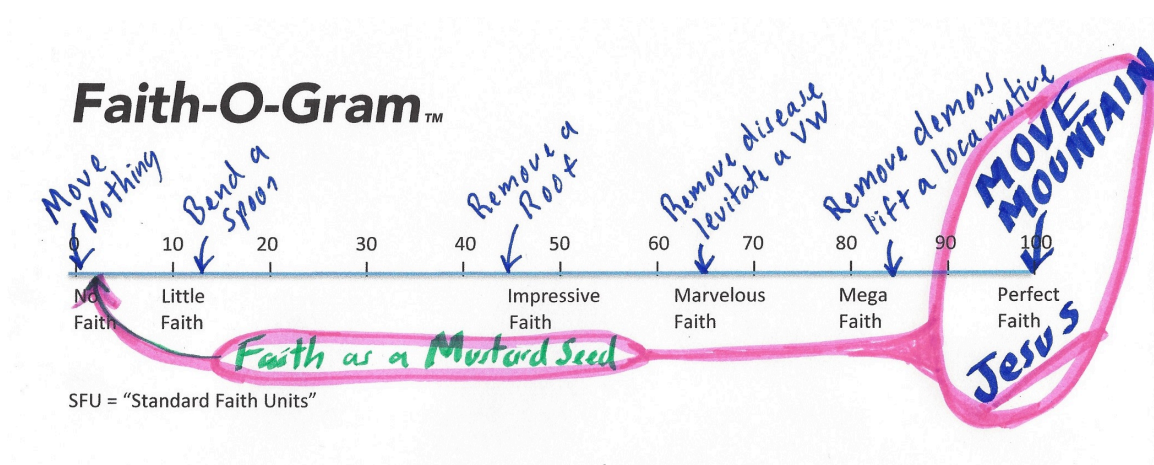 Faith-O-Gram™
Move
Nothing
Bend a
spoon
Remove a
Roof
Remove disease
levitate a VW
Remove demons
lift a locamotive
MOVE
MOUNTAIN
0 10 20 30 40 50 60 70 80 90 100
No Faith
Little Faith
Impressive Faith
Marvelous Faith
Mega Faith
Perfect Faith
Faith as a Mustard Seed
Jesus
SFU = “Standard Faith Units”